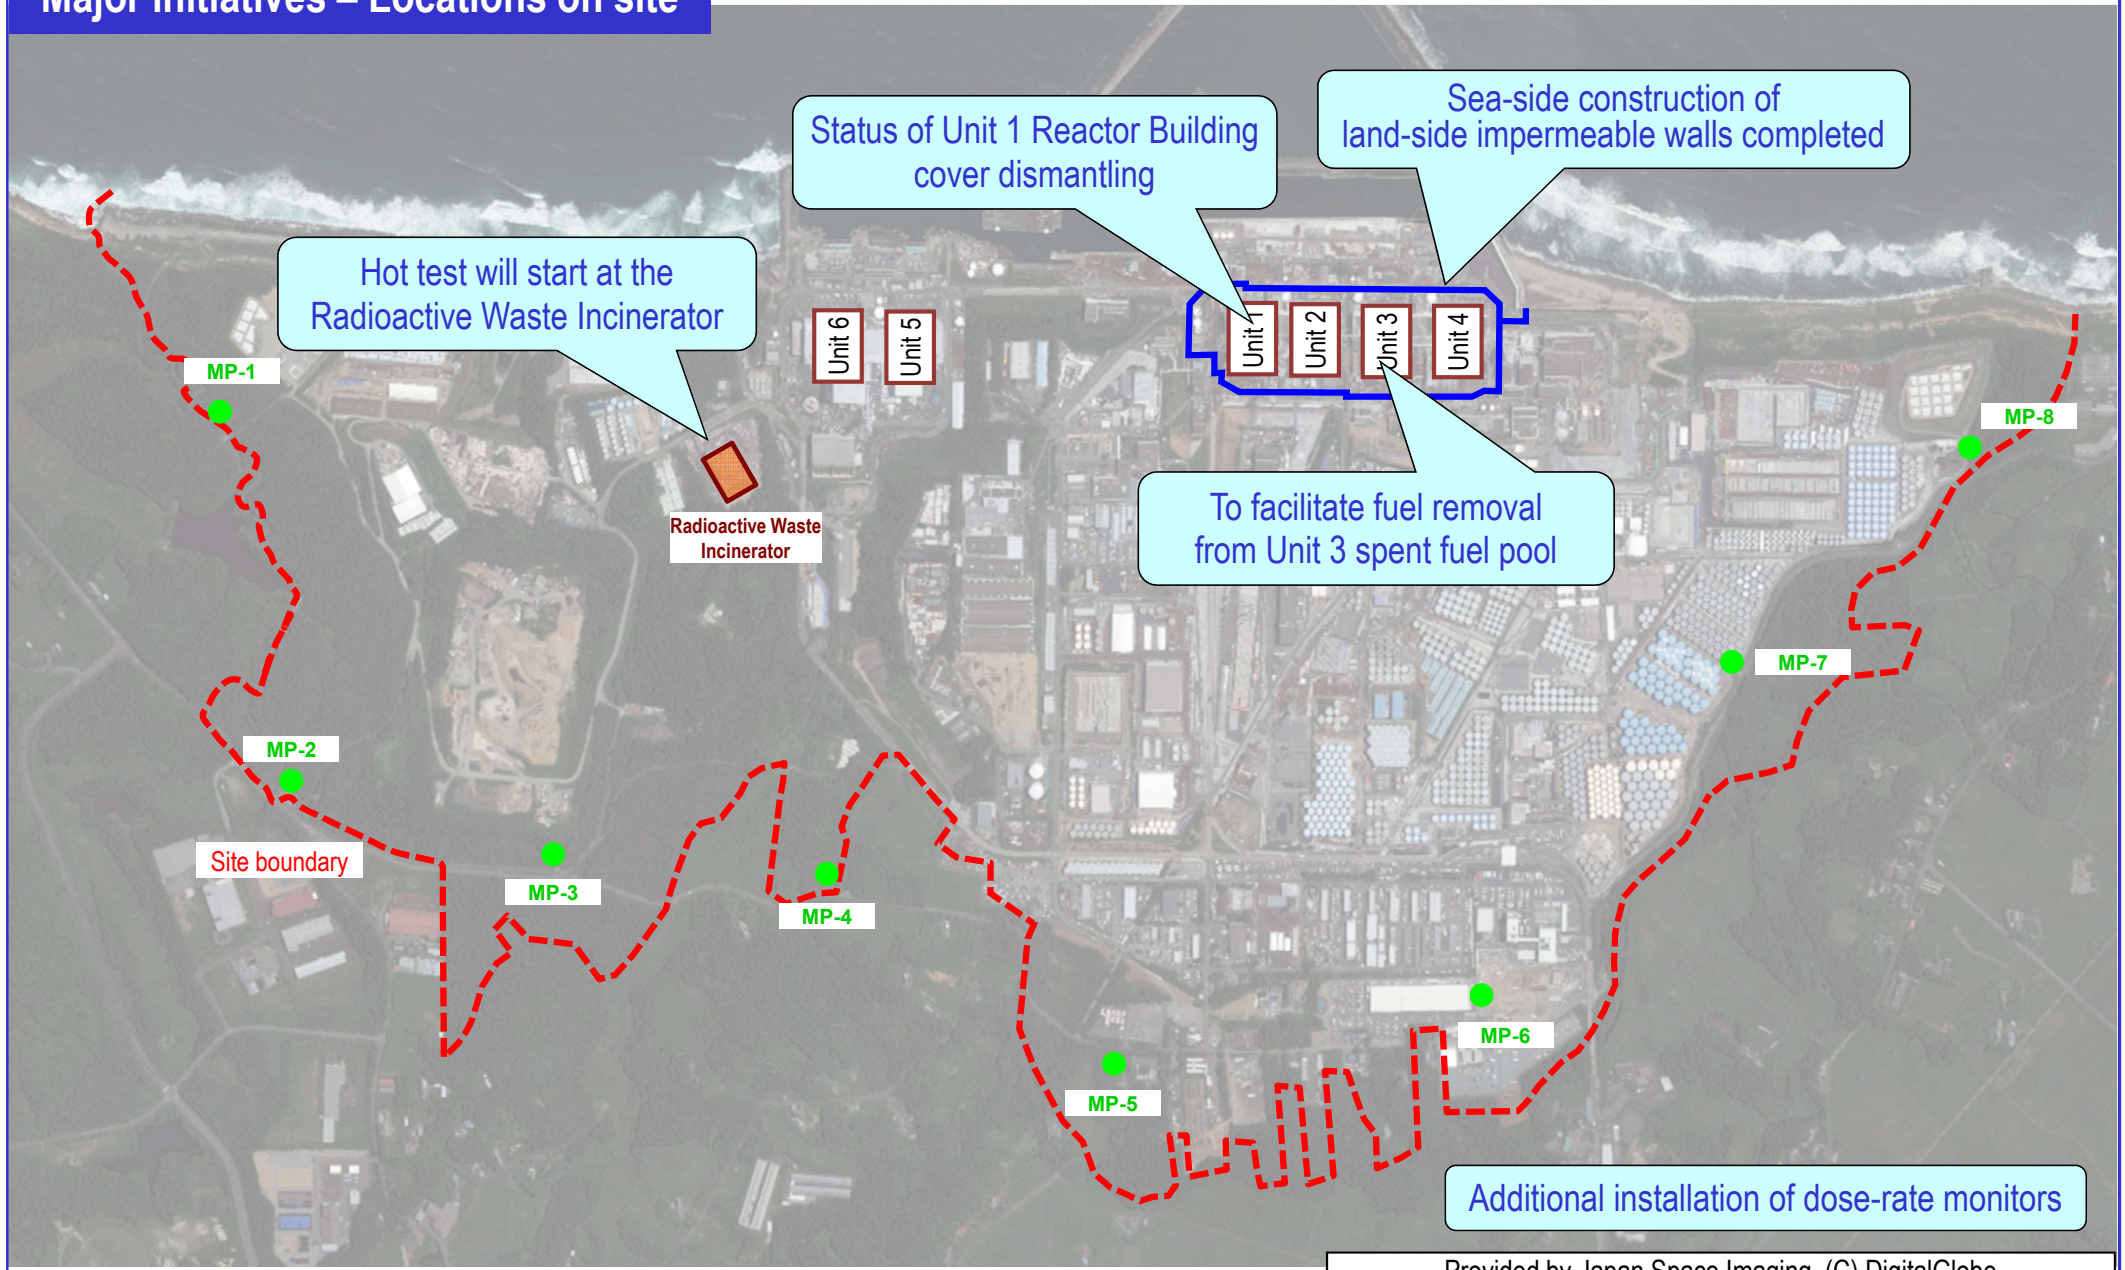 Major initiatives – Locations on site
Status of Unit 1 Reactor Building
cover dismantling
Sea-side construction of
land-side impermeable walls completed
Hot test will start at the
Radioactive Waste Incinerator
Unit 6
Unit 5
Unit 1
Unit 2
Unit 3
Unit 4
MP-1
MP-8
To facilitate fuel removal
from Unit 3 spent fuel pool
Radioactive Waste
Incinerator
MP-7
MP-2
Site boundary
MP-3
MP-4
MP-6
MP-5
Additional installation of dose-rate monitors
Provided by Japan Space Imaging, (C) DigitalGlobe